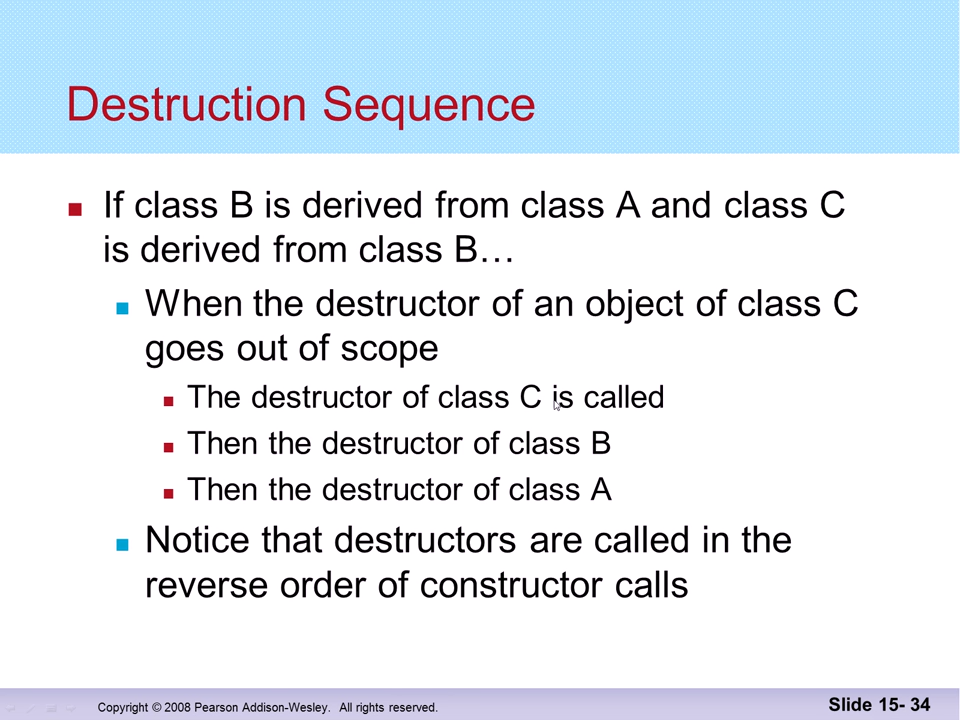 Destruction Sequence
If class B is derived from class A and class C
is derived from class B…
When the destructor of an object of class C
goes out of scope
The destructor of class C is called
Then the destructor of class B
Then the destructor of class A
Notice that destructors are called in the
reverse order of constructor calls
Copyright © 2008 Pearson Addison-Wesley. All rights reserved.
Slide 15- 34